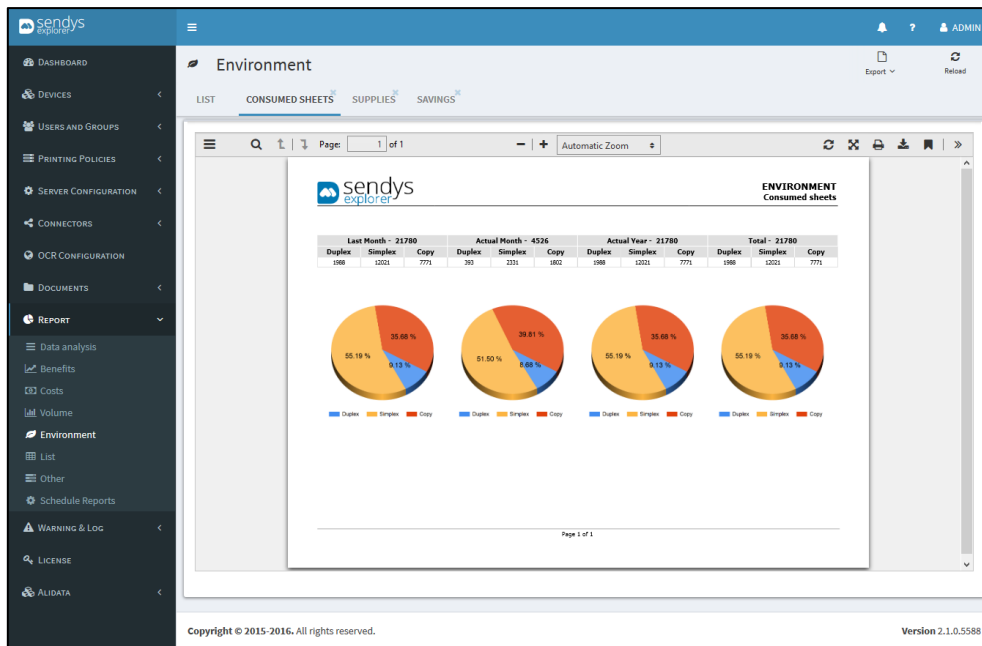 sendys
explorer
ADMIN
DASHBOARD
DEVICES
USERS AND GROUPS
PRINTING POLICIES
SERVER CONFIGURATION
CONNECTORS
OCR CONFIGURATION
DOCUMENTS
REPORT
Data analysis
Benefits
Costs
Volume
Environment
List
Other
Schedule Reports
WARNING & LOG
LICENSE
ALIDATA
Environment
Export
Reload
LIST CONSUMED SHEETS SUPPLIES SAVINGS
Page: 1 of 1 Automatic Zoom
sendys
explorer
ENVIRONMENT
Consumed sheets
Last Month - 21780 Actual Month - 4526 Actual Year - 21780 Total - 21780
Duplex Simplex Copy Duplex Simplex Copy Duplex Simplex Copy Duplex Simplex Copy
1988 12021 7771 393 2331 1802 1988 12021 7771 1988 12021 7771
35.68 % 39.81 % 35.68 % 35.68 %
55.19 % 9.13 % 51.50 % 8.68 % 55.19 % 9.13 % 55.19 % 9.13 %
Duplex Simplex Copy Duplex Simplex Copy Duplex Simplex Copy Duplex Simplex Copy
Page 1 of 1
Copyright © 2015-2016. All rights reserved.
Version 2.1.0.5588